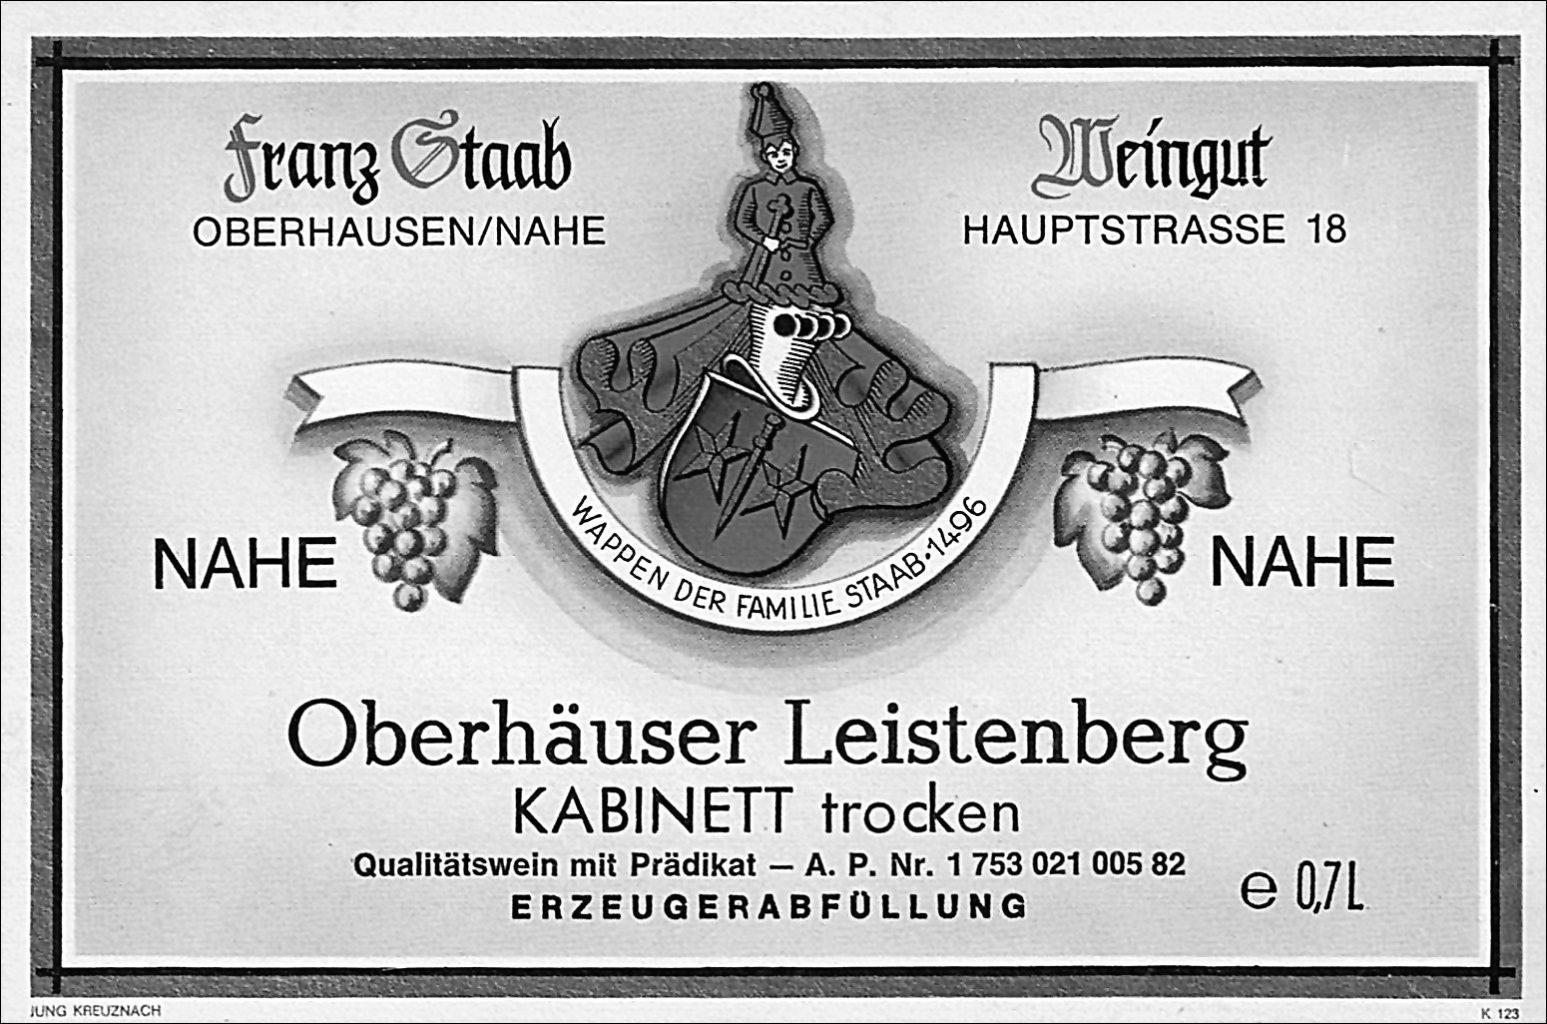 Franz Staab
OBERHAUSEN/NAHE
Weingut
HAUPTSTRASSE 18
NAHE
NAHE
WAPPEN DER FAMILIE STAAB · 1496
Oberhäuser Leistenberg
KABINETT trocken
Qualitätswein mit Prädikat — A. P. Nr. 1 753 021 005 82
ERZEUGERABFÜLLUNG
e 0,7 L
JUNG KREUZNACH
K 123